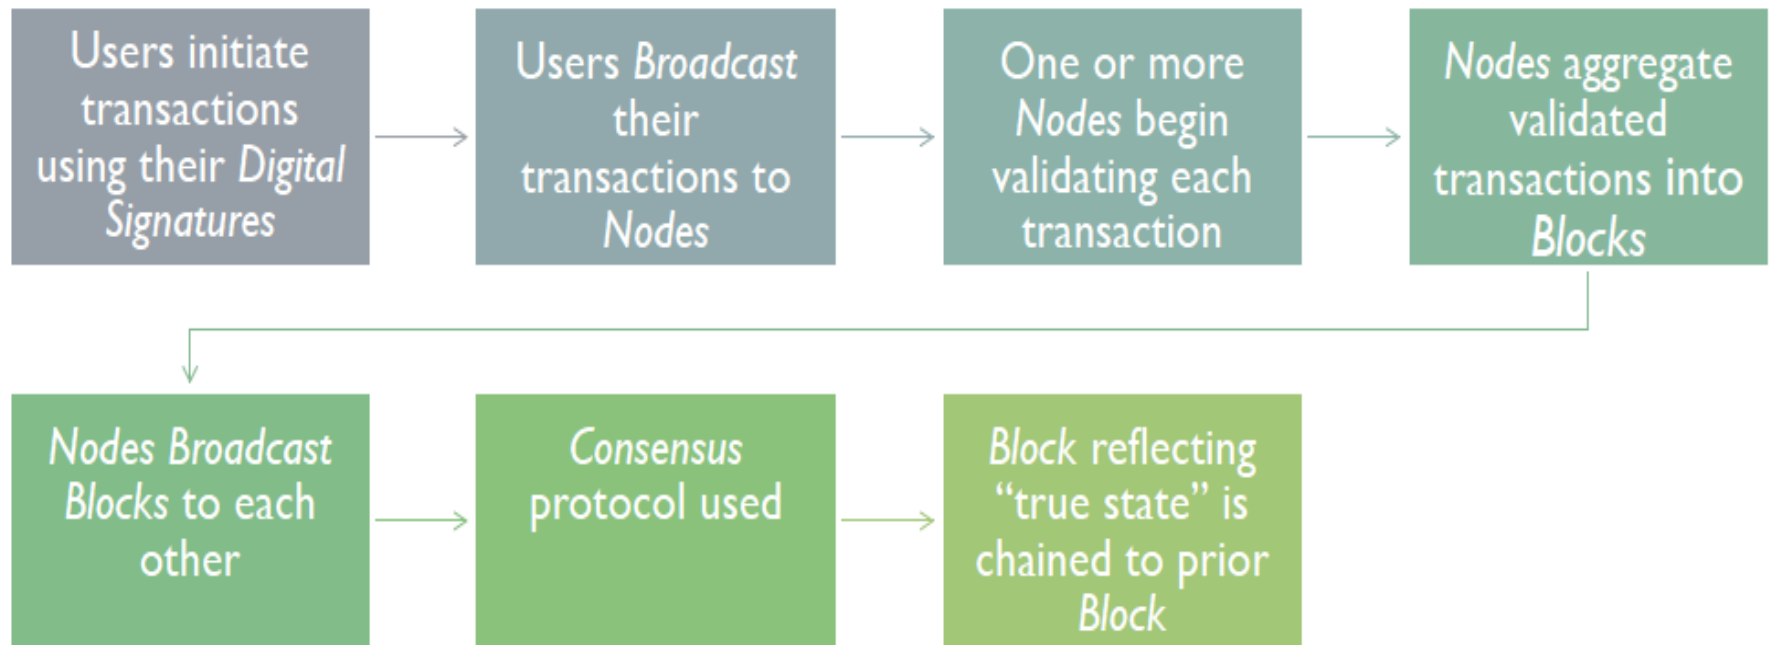 Users initiate
transactions
using their Digital
Signatures
Users Broadcast
their
transactions to
Nodes
One or more
Nodes begin
validating each
transaction
Nodes aggregate
validated
transactions into
Blocks
Nodes Broadcast
Blocks to each
other
Consensus
protocol used
Block reflecting
“true state” is
chained to prior
Block